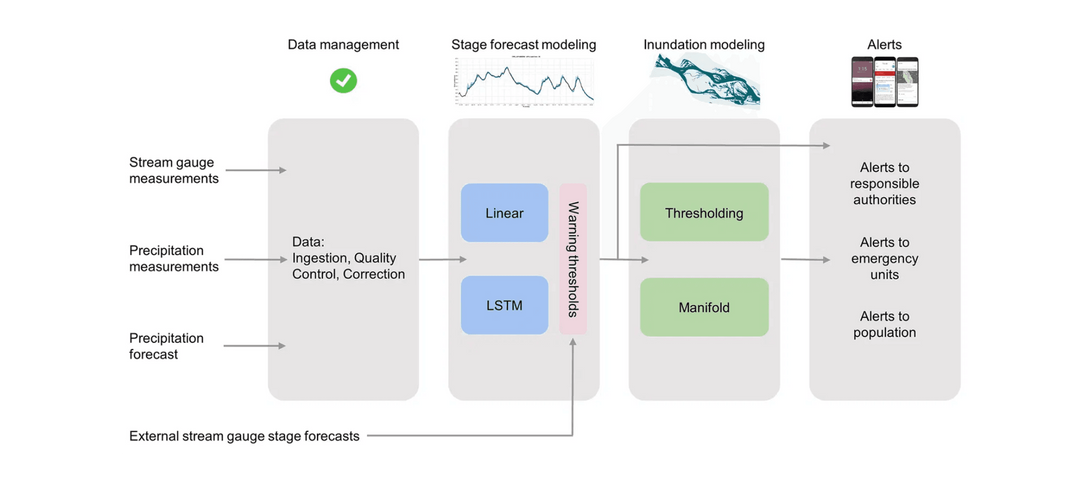 Data management
Stage forecast modeling
Inundation modeling
Alerts
Stream gauge
measurements
Precipitation
measurements
Precipitation
forecast
External stream gauge stage forecasts
Data:
Ingestion, Quality
Control, Correction
Linear
LSTM
Warning thresholds
Thresholding
Manifold
Alerts to
responsible
authorities
Alerts to
emergency
units
Alerts to
population